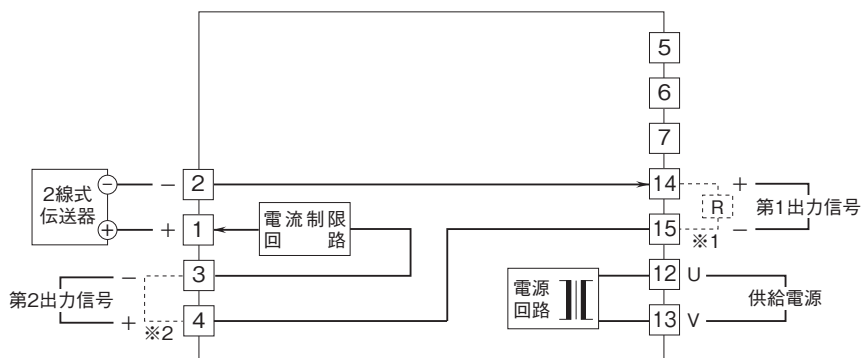 5
6
7
2線式
伝送器
−
+
−
+
2
1
電流制限
回 路
14
15
R
※1
+
−
第1出力信号
第2出力信号
−
+
※2
3
4
電源
回路
12
13
U
V
供給電源